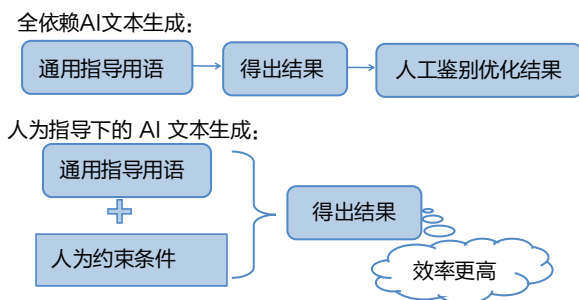 全依赖AI文本生成：
通用指导用语
得出结果
人工鉴别优化结果
人为指导下的 AI 文本生成：
通用指导用语
人为约束条件
得出结果
效率更高